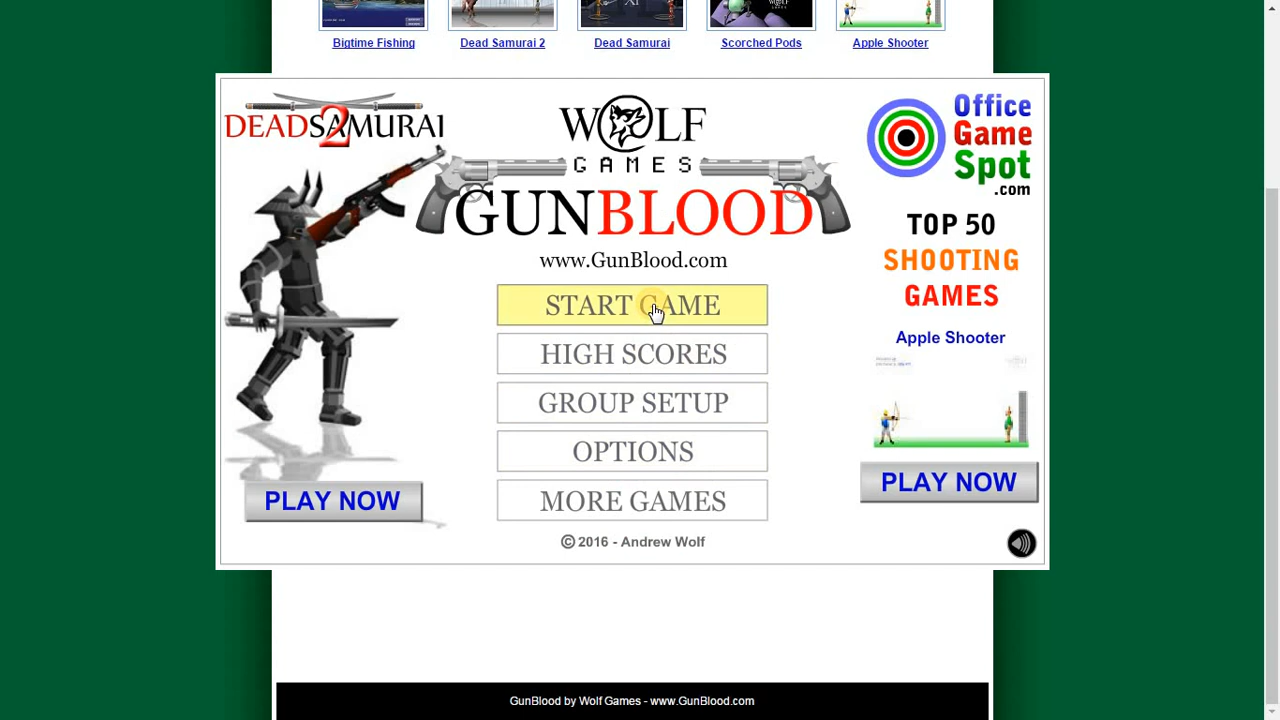 Bigtime Fishing
Dead Samurai 2
Dead Samurai
Scorched Pods
Apple Shooter
DEADSAMURAI
2
WOLF
GAMES
GUNBLOOD
www.GunBlood.com
START GAME
HIGH SCORES
GROUP SETUP
OPTIONS
MORE GAMES
© 2016 - Andrew Wolf
PLAY NOW
Office
Game
Spot
.com
TOP 50
SHOOTING
GAMES
Apple Shooter
PLAY NOW
GunBlood by Wolf Games - www.GunBlood.com